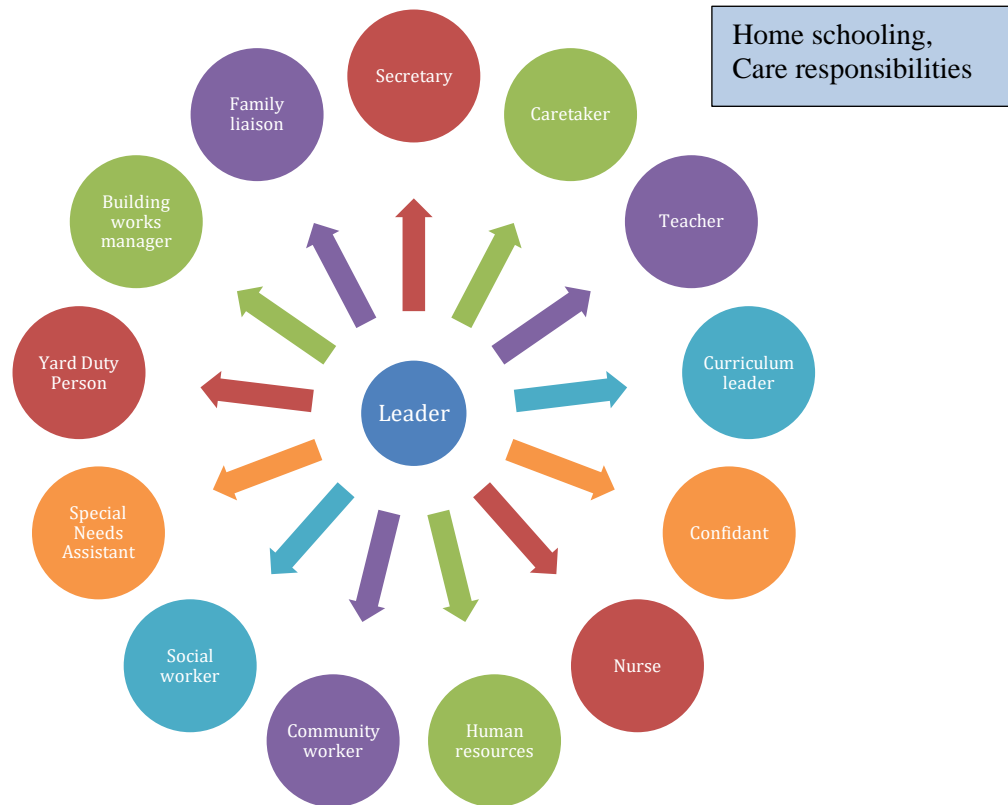 Home schooling,
Care responsibilities
Secretary
Caretaker
Teacher
Curriculum
leader
Confidant
Nurse
Human
resources
Community
worker
Social
worker
Special
Needs
Assistant
Yard Duty
Person
Building
works
manager
Family
liaison
Leader